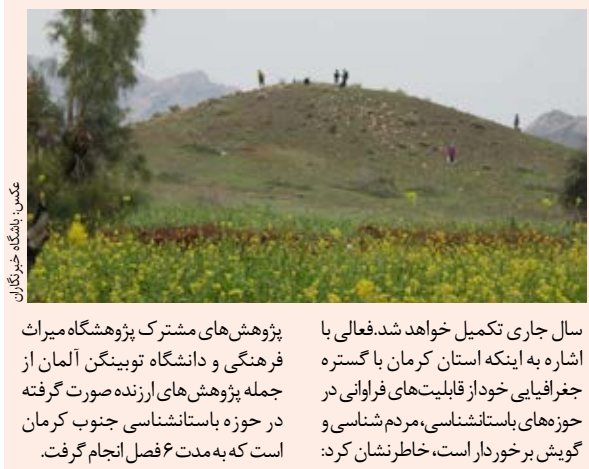 عکس: باشگاه خبرنگاران
سال جاری تکمیل خواهد شد.فعالی با
اشاره به اینکه استان کرمان با گستره
جغرافیایی خود از قابلیت‌های فراوانی در
حوزه‌های باستانشناسی،مردم شناسی و
گویش برخوردار است، خاطرنشان کرد:
پژوهش‌های مشترک پژوهشگاه میراث
فرهنگی و دانشگاه توبینگن آلمان از
جمله پژوهش‌های ارزنده صورت گرفته
در حوزه باستانشناسی جنوب کرمان
است که به مدت ۶ فصل انجام گرفت.